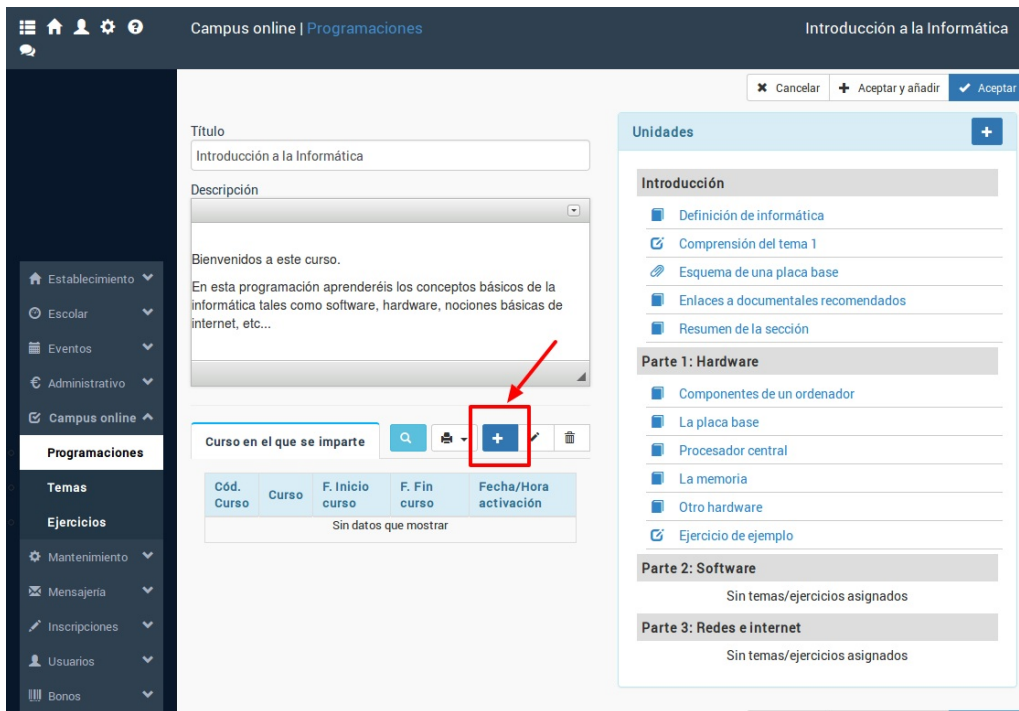 Campus online | Programaciones
Introducción a la Informática
Cancelar
Aceptar y añadir
Aceptar
Título
Introducción a la Informática
Descripción
Bienvenidos a este curso.
En esta programación aprenderéis los conceptos básicos de la
informática tales como software, hardware, nociones básicas de
internet, etc...
Curso en el que se imparte
Cód. Curso
Curso
F. Inicio curso
F. Fin curso
Fecha/Hora activación
Sin datos que mostrar
Unidades
Introducción
Definición de informática
Comprensión del tema 1
Esquema de una placa base
Enlaces a documentales recomendados
Resumen de la sección
Parte 1: Hardware
Componentes de un ordenador
La placa base
Procesador central
La memoria
Otro hardware
Ejercicio de ejemplo
Parte 2: Software
Sin temas/ejercicios asignados
Parte 3: Redes e internet
Sin temas/ejercicios asignados
Establecimiento
Escolar
Eventos
Administrativo
Campus online
Programaciones
Temas
Ejercicios
Mantenimiento
Mensajería
Inscripciones
Usuarios
Bonos